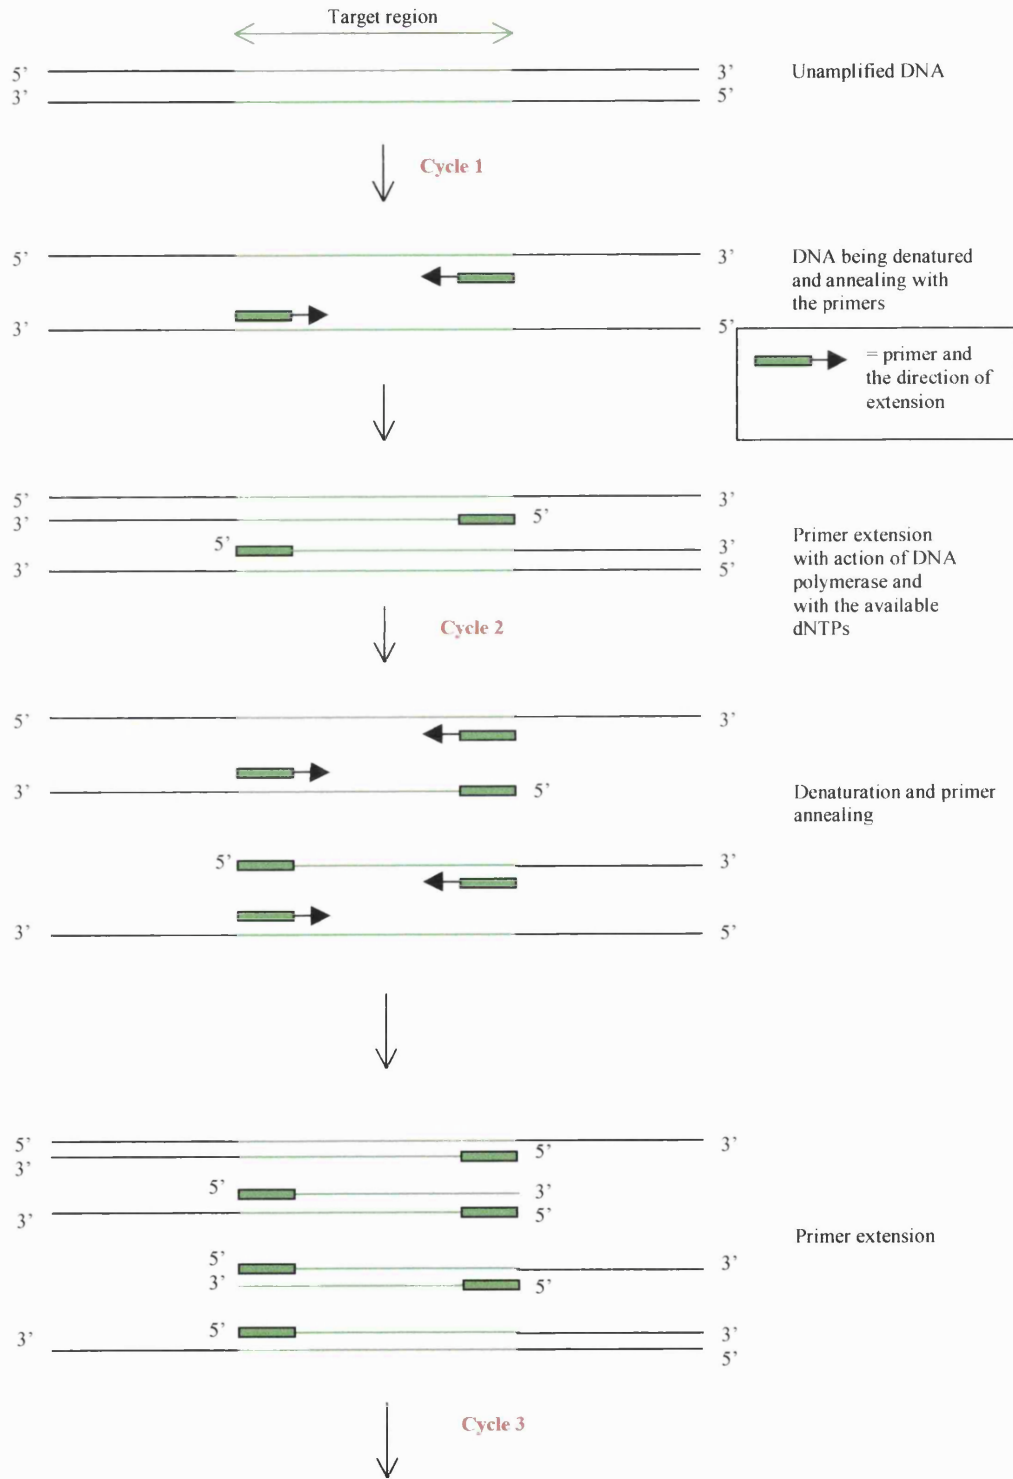 Target region
5’ 3’ Unamplified DNA
3’ 5’
Cycle 1
5’ 3’ DNA being denatured
and annealing with
the primers
3’ 5’
= primer and
the direction of
extension
5’ 3’
3’ 5’
5’ 3’ Primer extension
with action of DNA
3’ 5’ polymerase and
with the available
dNTPs
Cycle 2
5’ 3’
3’ 5’ Denaturation and primer
annealing
5’ 3’
3’ 5’
5’ 3’
3’ 5’
5’ 3’
3’ 5’
Primer extension
5’ 3’
3’ 5’
5’ 3’
3’ 5’
Cycle 3